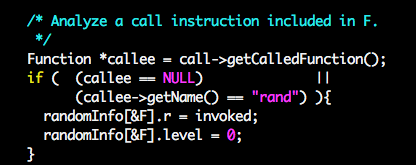 /* Analyze a call instruction included in F.
*/
Function *callee = call->getCalledFunction();
if (  (callee == NULL)              ||
(callee->getName() == "rand") ){
randomInfo[&F].r = invoked;
randomInfo[&F].level = 0;
}